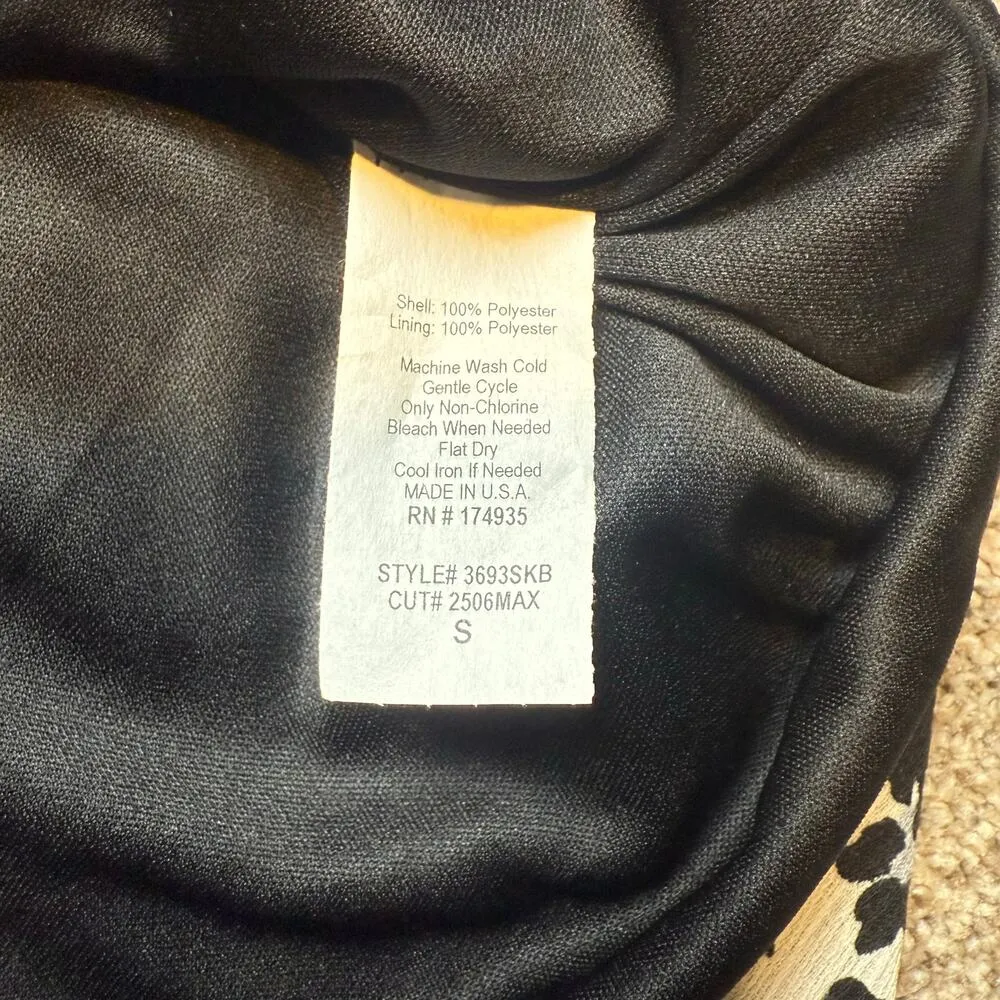 Shell: 100% Polyester
Lining: 100% Polyester
Machine Wash Cold
Gentle Cycle
Only Non-Chlorine
Bleach When Needed
Flat Dry
Cool Iron If Needed
MADE IN U.S.A.
RN # 174935
STYLE# 3693SKB
CUT# 2506MAX
S